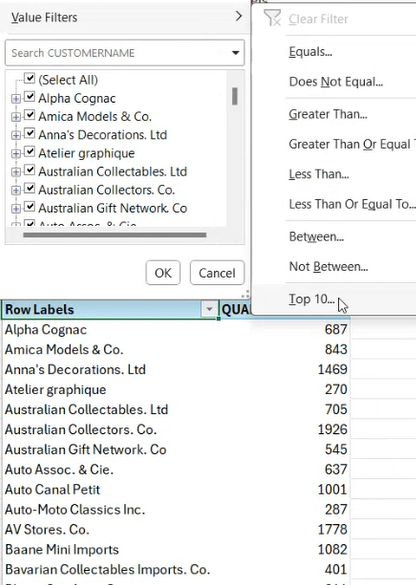 Value Filters
Search CUSTOMERNAME
(Select All)
Alpha Cognac
Amica Models & Co.
Anna's Decorations. Ltd
Atelier graphique
Australian Collectables. Ltd
Australian Collectors. Co.
Australian Gift Network. Co
Auto Assoc. & Cie.
OK
Cancel
Clear Filter
Equals...
Does Not Equal...
Greater Than...
Greater Than Or Equal T
Less Than...
Less Than Or Equal To...
Between...
Not Between...
Top 10...
Row Labels QUA
Alpha Cognac 687
Amica Models & Co. 843
Anna's Decorations. Ltd 1469
Atelier graphique 270
Australian Collectables. Ltd 705
Australian Collectors. Co. 1926
Australian Gift Network. Co 545
Auto Assoc. & Cie. 637
Auto Canal Petit 1001
Auto-Moto Classics Inc. 287
AV Stores. Co. 1778
Baane Mini Imports 1082
Bavarian Collectables Imports. Co. 401